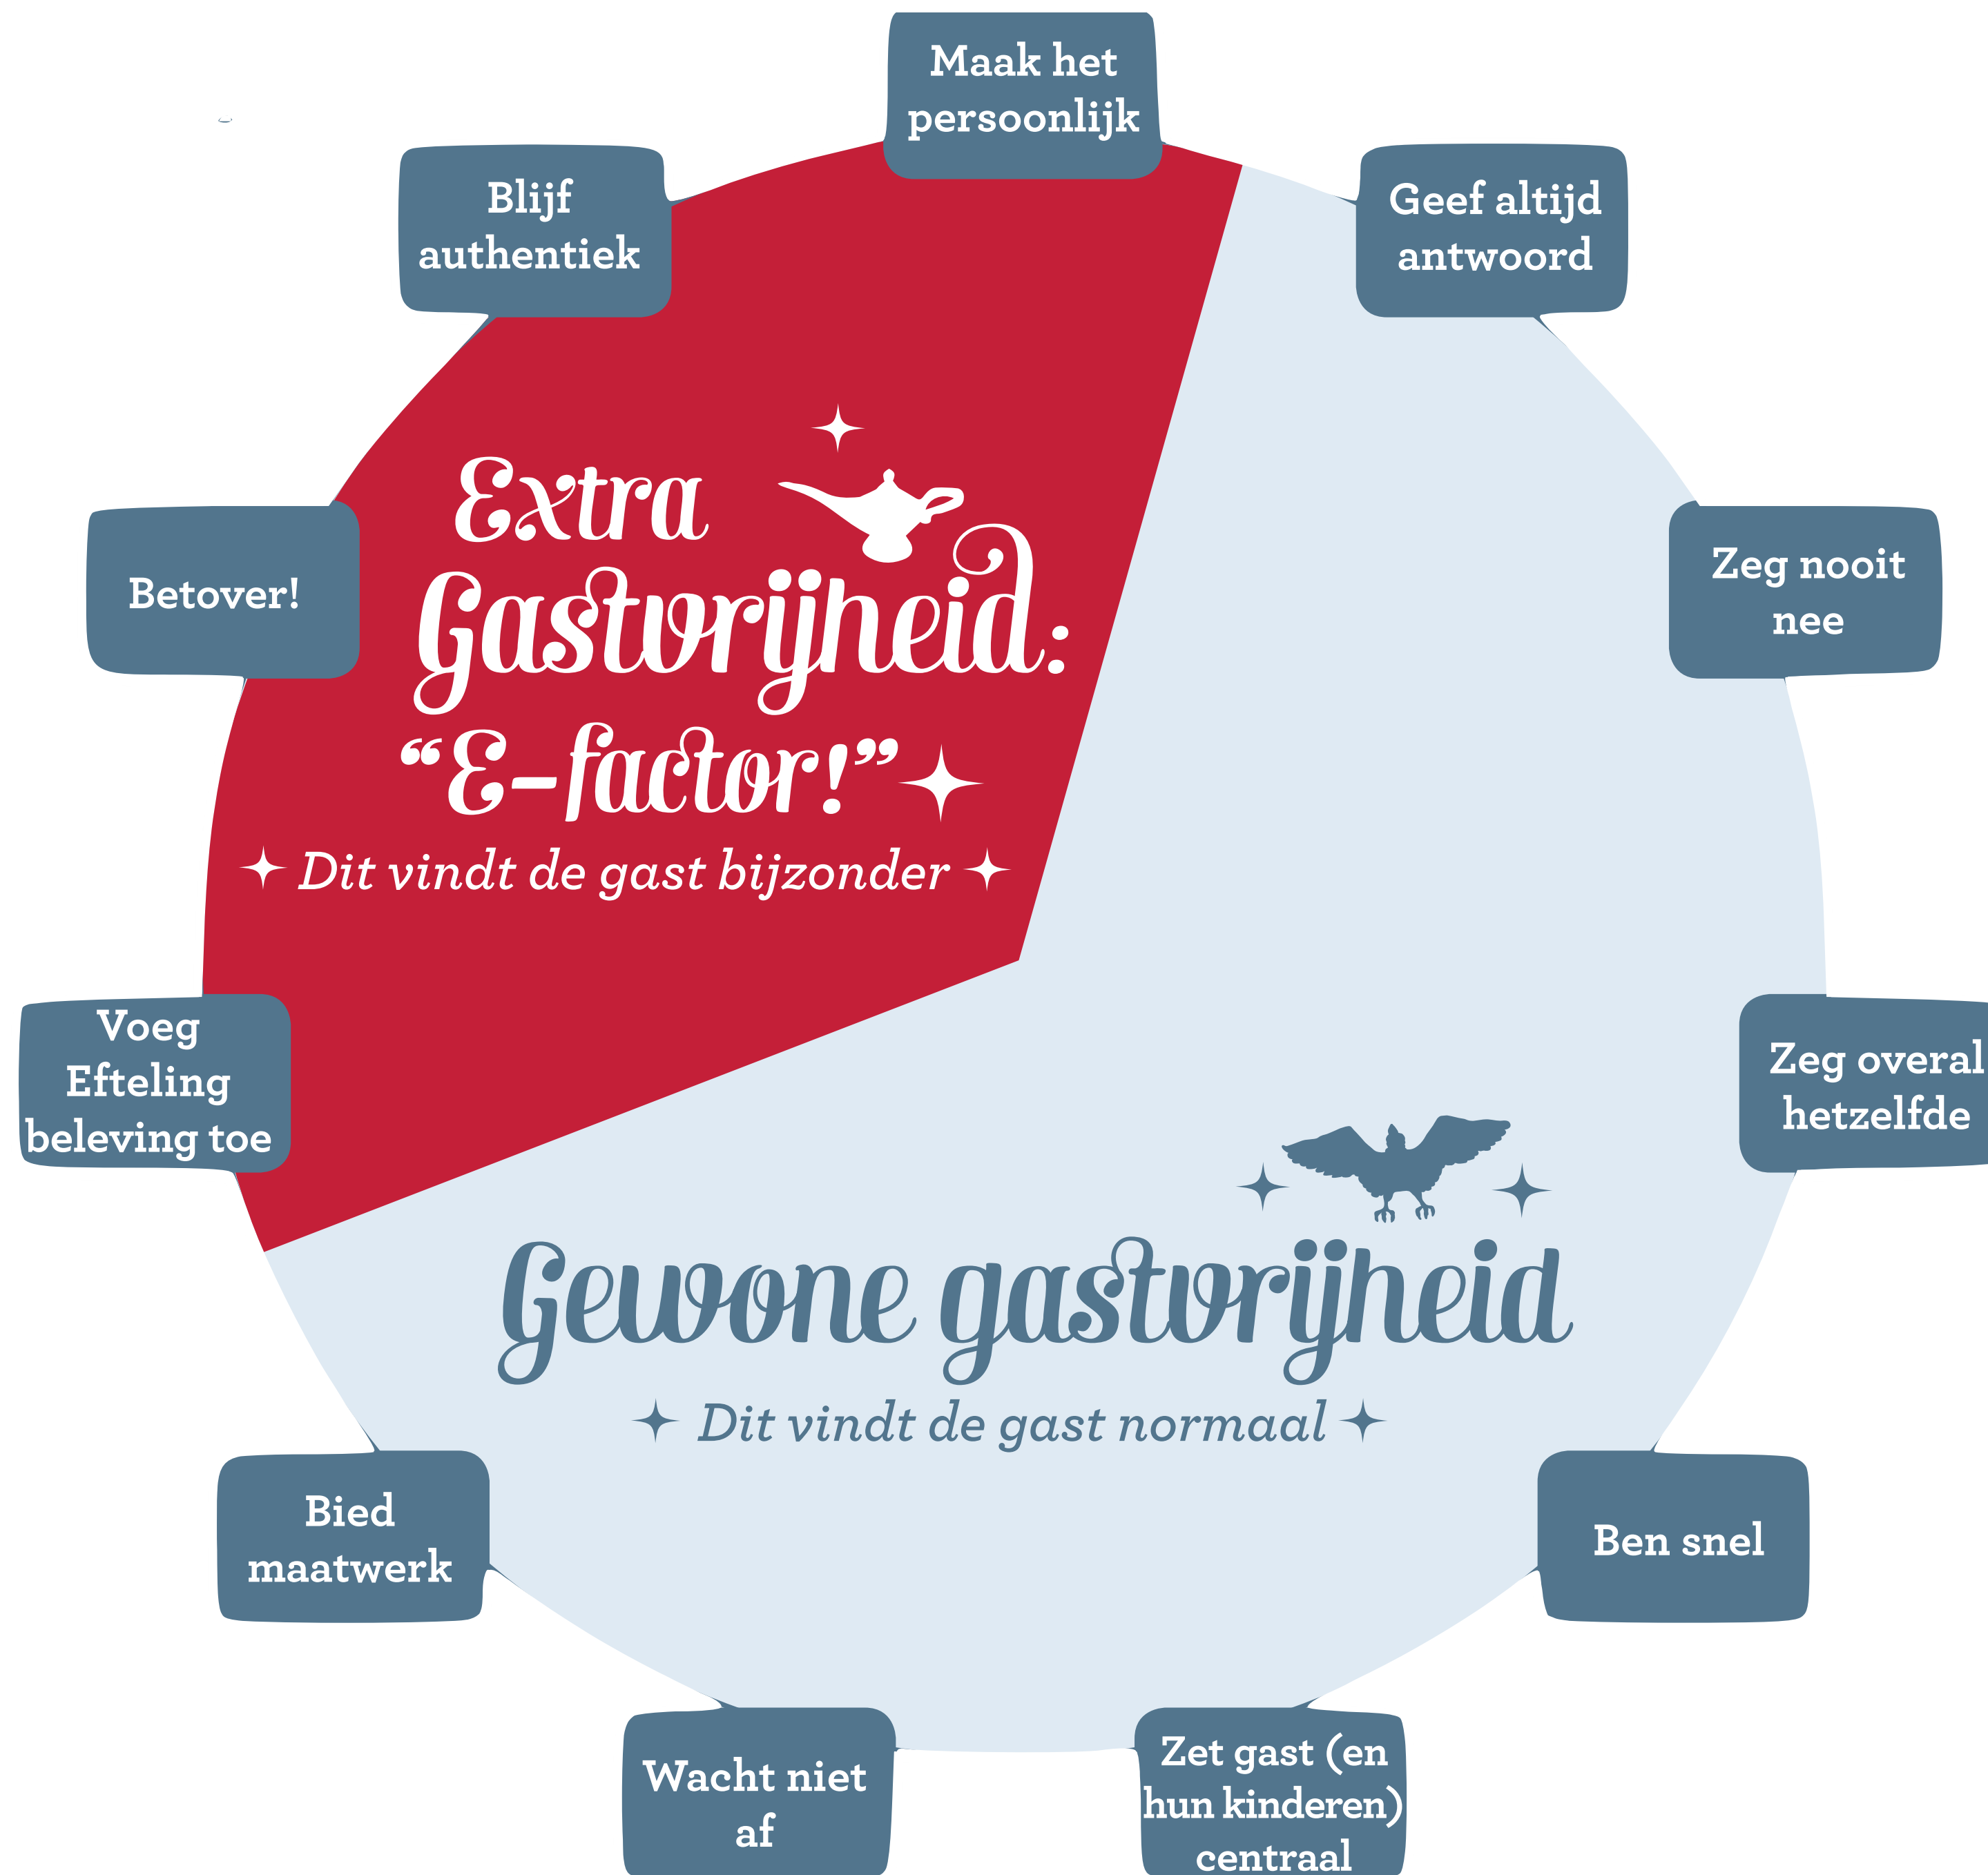 Maak het
persoonlijk
Geef altijd
antwoord
Zeg nooit
nee
Zeg overal
hetzelfde
Ben snel
Zet gast (en
hun kinderen)
centraal
Wacht niet
af
Bied
maatwerk
Voeg
Efteling
beleving toe
Betover!
Blijf
authentiek
Extra
Gastvrijheid:
“E-factor!”
Dit vindt de gast bijzonder
Gewone gastvrijheid
Dit vindt de gast normaal